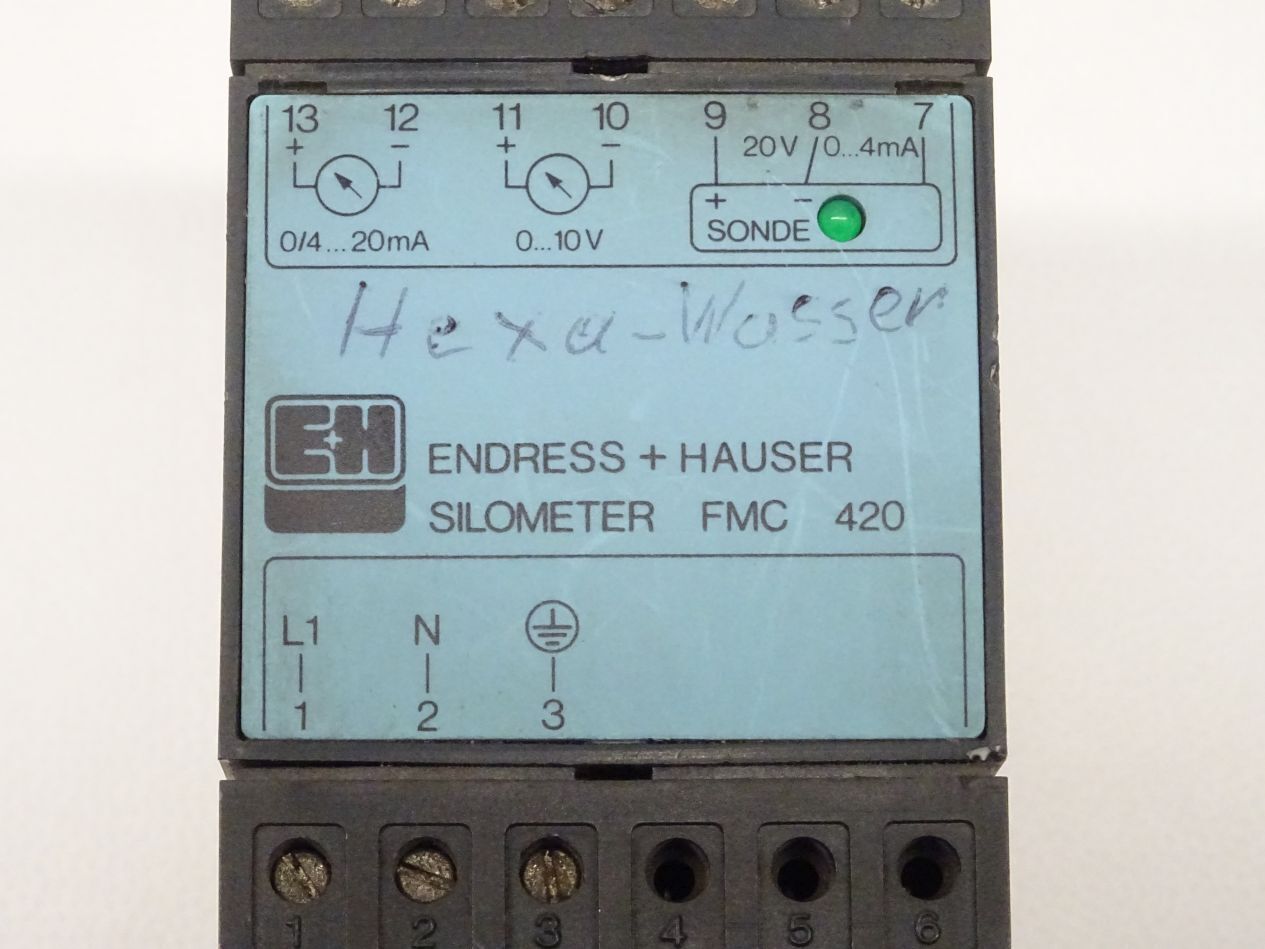 13 12 11 10 9 8 7
+ − + − 20V 0...4mA
+ −
0/4...20mA 0...10V SONDE
Hexa-Wasser
E+H ENDRESS + HAUSER
SILOMETER FMC 420
L1 N
1 2 3
1 2 3 4 5 6